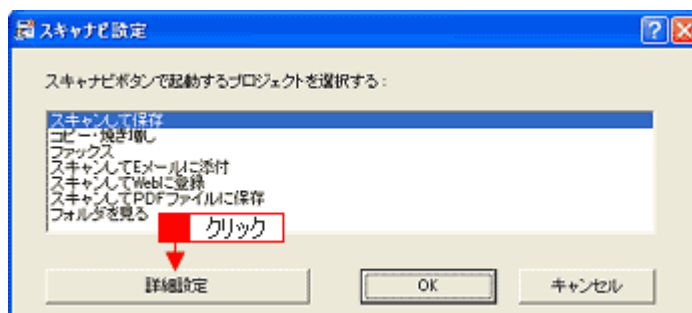 スキャナビ設定
スキャナビボタンで起動するプロジェクトを選択する:
スキャンして保存
コピー・焼き増し
ファックス
スキャンしてEメールに添付
スキャンしてWebに登録
スキャンしてPDFファイルに保存
フォルダを見る
クリック
詳細設定
OK
キャンセル